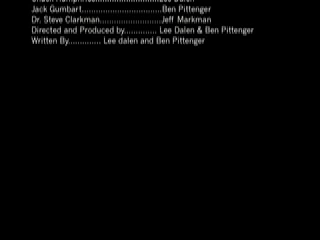 Jack Gumbart..................................Ben Pittenger
Dr. Steve Clarkman..........................Jeff Markman
Directed and Produced by.............. Lee Dalen & Ben Pittenger
Written By.............. Lee dalen and Ben Pittenger